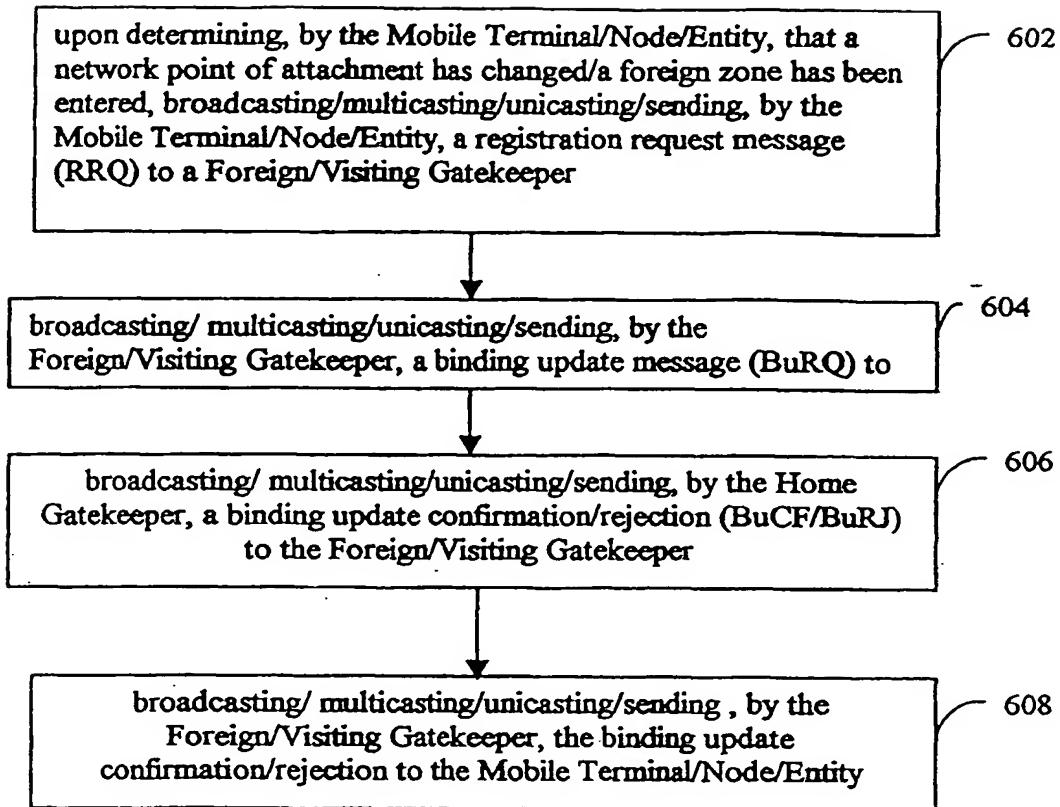 upon determining, by the Mobile Terminal/Node/Entity, that a
network point of attachment has changed/a foreign zone has been
entered, broadcasting/multicasting/unicasting/sending, by the
Mobile Terminal/Node/Entity, a registration request message
(RRQ) to a Foreign/Visiting Gatekeeper
602
broadcasting/ multicasting/unicasting/sending, by the
Foreign/Visiting Gatekeeper, a binding update message (BuRQ) to
604
broadcasting/ multicasting/unicasting/sending, by the Home
Gatekeeper, a binding update confirmation/rejection (BuCF/BuRJ)
to the Foreign/Visiting Gatekeeper
606
broadcasting/ multicasting/unicasting/sending , by the
Foreign/Visiting Gatekeeper, the binding update
confirmation/rejection to the Mobile Terminal/Node/Entity
608